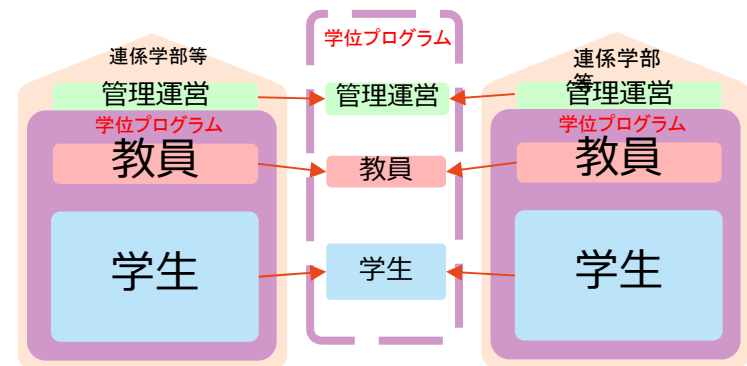 連係学部等
管理運営
学位プログラム
教員
学生
学位プログラム
管理運営
教員
学生
連係学部
等
管理運営
学位プログラム
教員
学生